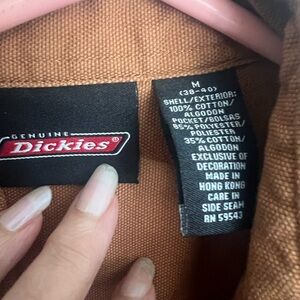 GENUINE
Dickies®
M
(38-40)
SHELL/EXTERIOR:
100% COTTON/
ALGODON
POCKET/BOLSAS
65% POLYESTER/
POLIESTER
35% COTTON/
ALGODON
EXCLUSIVE OF
DECORATION
MADE IN
HONG KONG
CARE IN
SIDE SEAM
RN 59543